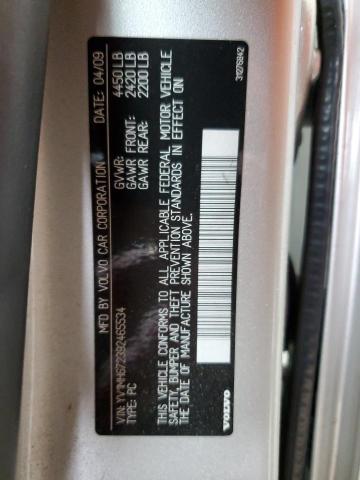 MFD BY VOLVO CAR CORPORATION DATE: 04/09
GVWR: 4450 LB
GAWR FRONT: 2420 LB
GAWR REAR: 2200 LB
VIN: YV1MH672392465534
TYPE: PC
THIS VEHICLE CONFORMS TO ALL APPLICABLE FEDERAL MOTOR VEHICLE
SAFETY, BUMPER AND THEFT PREVENTION STANDARDS IN EFFECT ON
DATE OF MANUFACTURE SHOWN ABOVE.
VOLVO
31276842